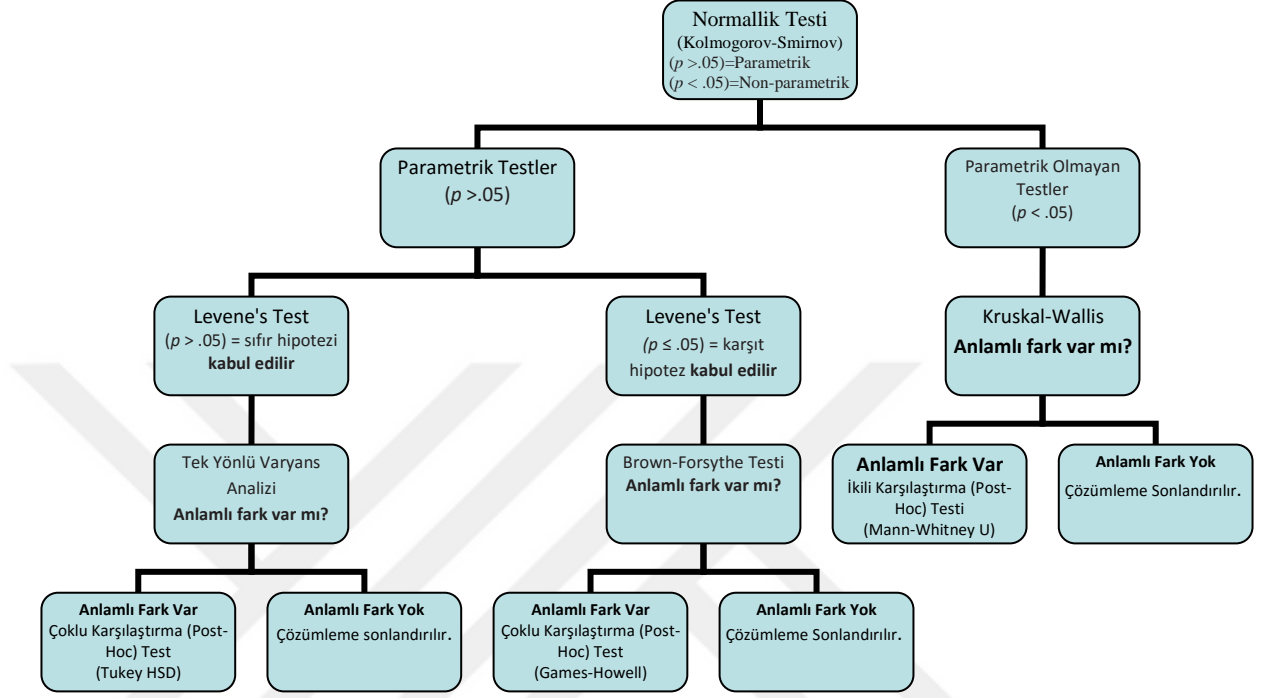 Normallik Testi
(Kolmogorov-Smirnov)
(p >.05)=Parametrik
(p < .05)=Non-parametrik
Parametrik Testler
(p >.05)
Parametrik Olmayan
Testler
(p < .05)
Levene's Test
(p > .05) = sıfır hipotezi
kabul edilir
Levene's Test
(p ≤ .05) = karşıt
hipotez kabul edilir
Kruskal-Wallis
Anlamlı fark var mı?
Tek Yönlü Varyans
Analizi
Anlamlı fark var mı?
Brown-Forsythe Testi
Anlamlı fark var mı?
Anlamlı Fark Var
İkili Karşılaştırma (Post-
Hoc) Testi
(Mann-Whitney U)
Anlamlı Fark Yok
Çözümleme Sonlandırılır.
Anlamlı Fark Var
Çoklu Karşılaştırma (Post-
Hoc) Test
(Tukey HSD)
Anlamlı Fark Yok
Çözümleme sonlandırılır.
Anlamlı Fark Var
Çoklu Karşılaştırma (Post-
Hoc) Test
(Games-Howell)
Anlamlı Fark Yok
Çözümleme Sonlandırılır.